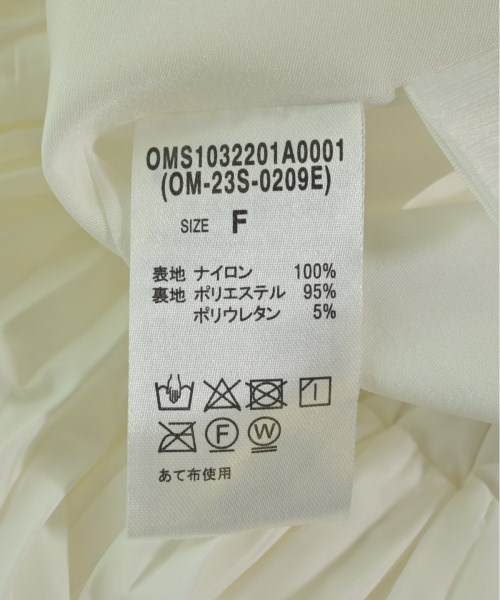 OMS1032201A0001
(OM-23S-0209E)
SIZE F
表地 ナイロン 100%
裏地 ポリエステル 95%
ポリウレタン 5%
F W
あて布使用